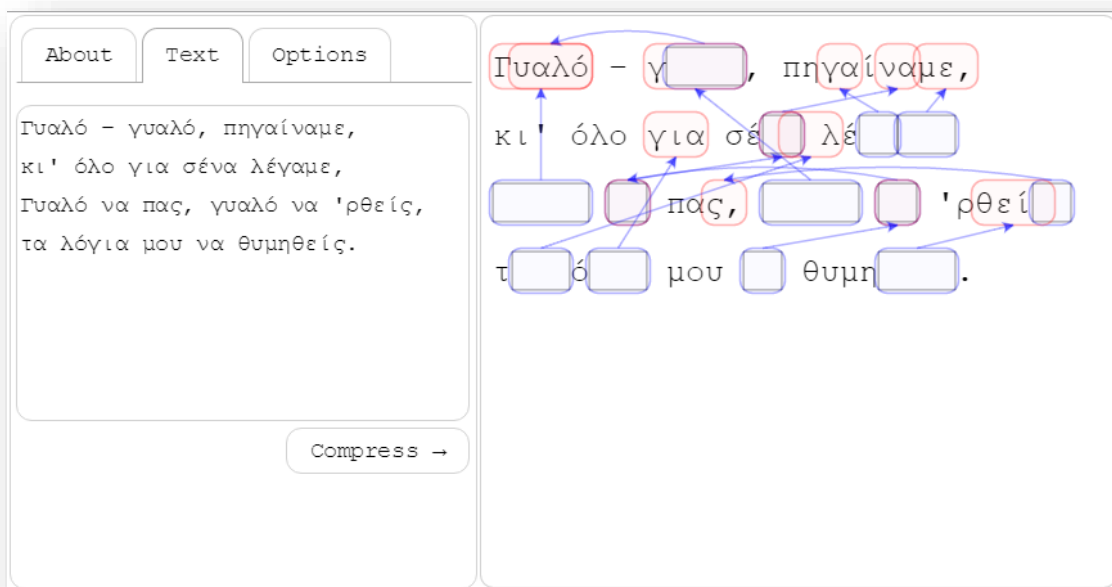 About Text Options
Γυαλό – γυαλό, πηγαίναμε,
κι' όλο για σένα λέγαμε,
Γυαλό να πας, γυαλό να 'ρθείς,
τα λόγια μου να θυμηθείς.
Compress →
Γυαλό – γ , πηγαίναμε,
κι' όλο για σέ λέ
πας, 'ρθεί
τ ό μου θυμη .